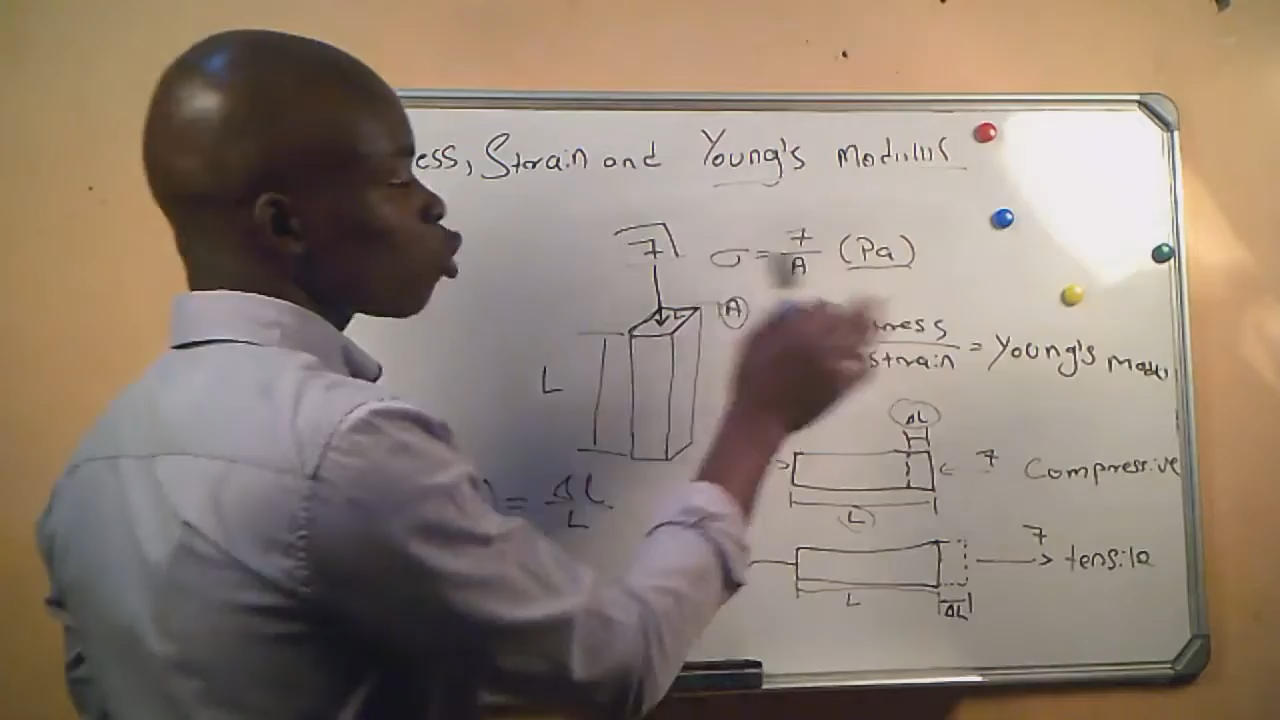 ess, Strain and Young's Modulus
F
σ = F/A (Pa)
A
ress/strain = Young's Modu
L
ΔL
F Compressive
L
= ΔL/L
F
tensile
L
ΔL